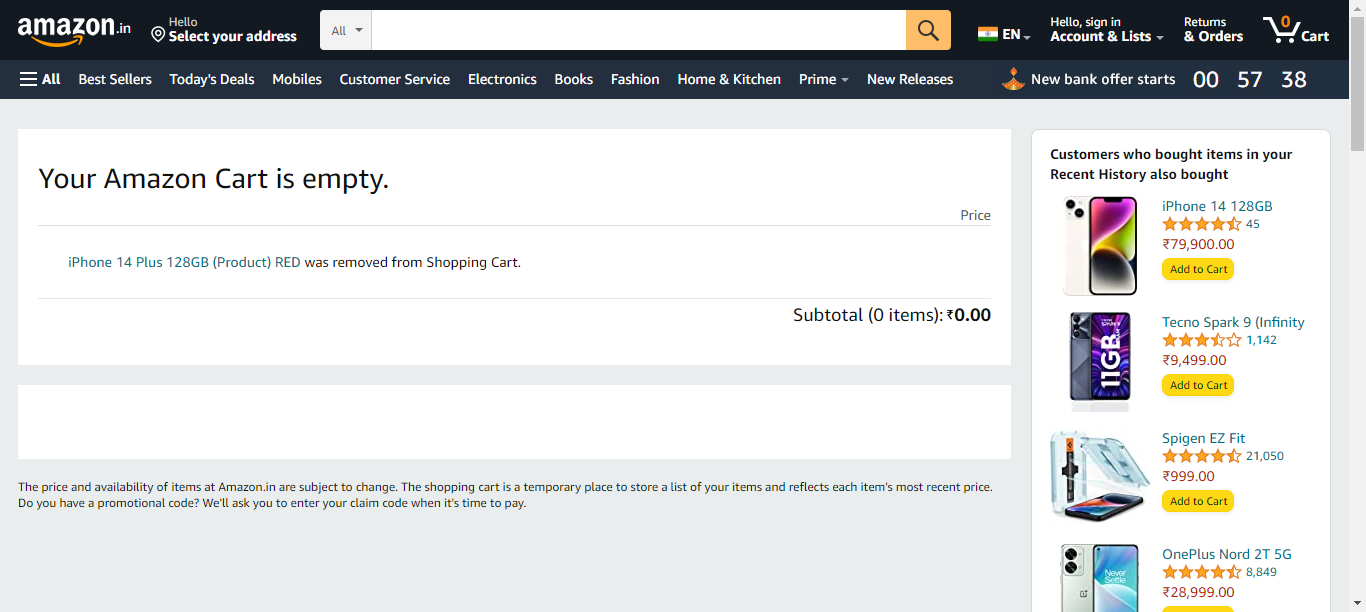 amazon.in
Hello
Select your address
All
EN
Hello, sign in
Account & Lists
Returns
& Orders
0
Cart
All
Best Sellers
Today's Deals
Mobiles
Customer Service
Electronics
Books
Fashion
Home & Kitchen
Prime
New Releases
New bank offer starts
00 57 38
Your Amazon Cart is empty.
Price
iPhone 14 Plus 128GB (Product) RED was removed from Shopping Cart.
Subtotal (0 items): ₹0.00
The price and availability of items at Amazon.in are subject to change. The shopping cart is a temporary place to store a list of your items and reflects each item's most recent price.
Do you have a promotional code? We'll ask you to enter your claim code when it's time to pay.
Customers who bought items in your
Recent History also bought
iPhone 14 128GB
45
₹79,900.00
Add to Cart
11GB
Tecno Spark 9 (Infinity
1,142
₹9,499.00
Add to Cart
Spigen EZ Fit
21,050
₹999.00
Add to Cart
Never
Settle
OnePlus Nord 2T 5G
8,849
₹28,999.00